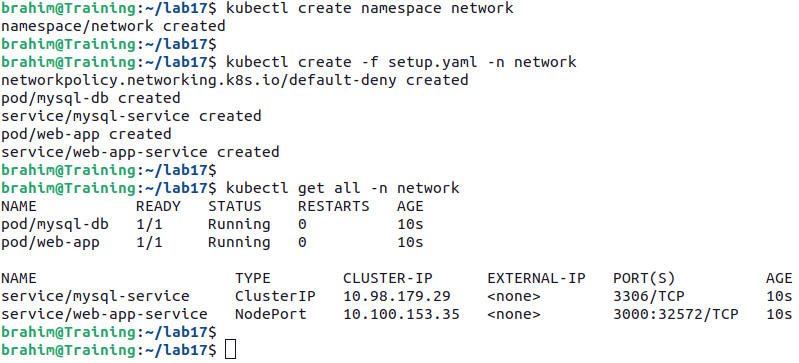 brahim@Training:~/lab17$ kubectl create namespace network
namespace/network created
brahim@Training:~/lab17$
brahim@Training:~/lab17$ kubectl create -f setup.yaml -n network
networkpolicy.networking.k8s.io/default-deny created
pod/mysql-db created
service/mysql-service created
pod/web-app created
service/web-app-service created
brahim@Training:~/lab17$
brahim@Training:~/lab17$ kubectl get all -n network
NAME           READY   STATUS    RESTARTS   AGE
pod/mysql-db   1/1     Running   0          10s
pod/web-app    1/1     Running   0          10s
NAME                      TYPE        CLUSTER-IP      EXTERNAL-IP   PORT(S)          AGE
service/mysql-service     ClusterIP   10.98.179.29    <none>        3306/TCP         10s
service/web-app-service   NodePort    10.100.153.35   <none>        3000:32572/TCP   10s
brahim@Training:~/lab17$
brahim@Training:~/lab17$